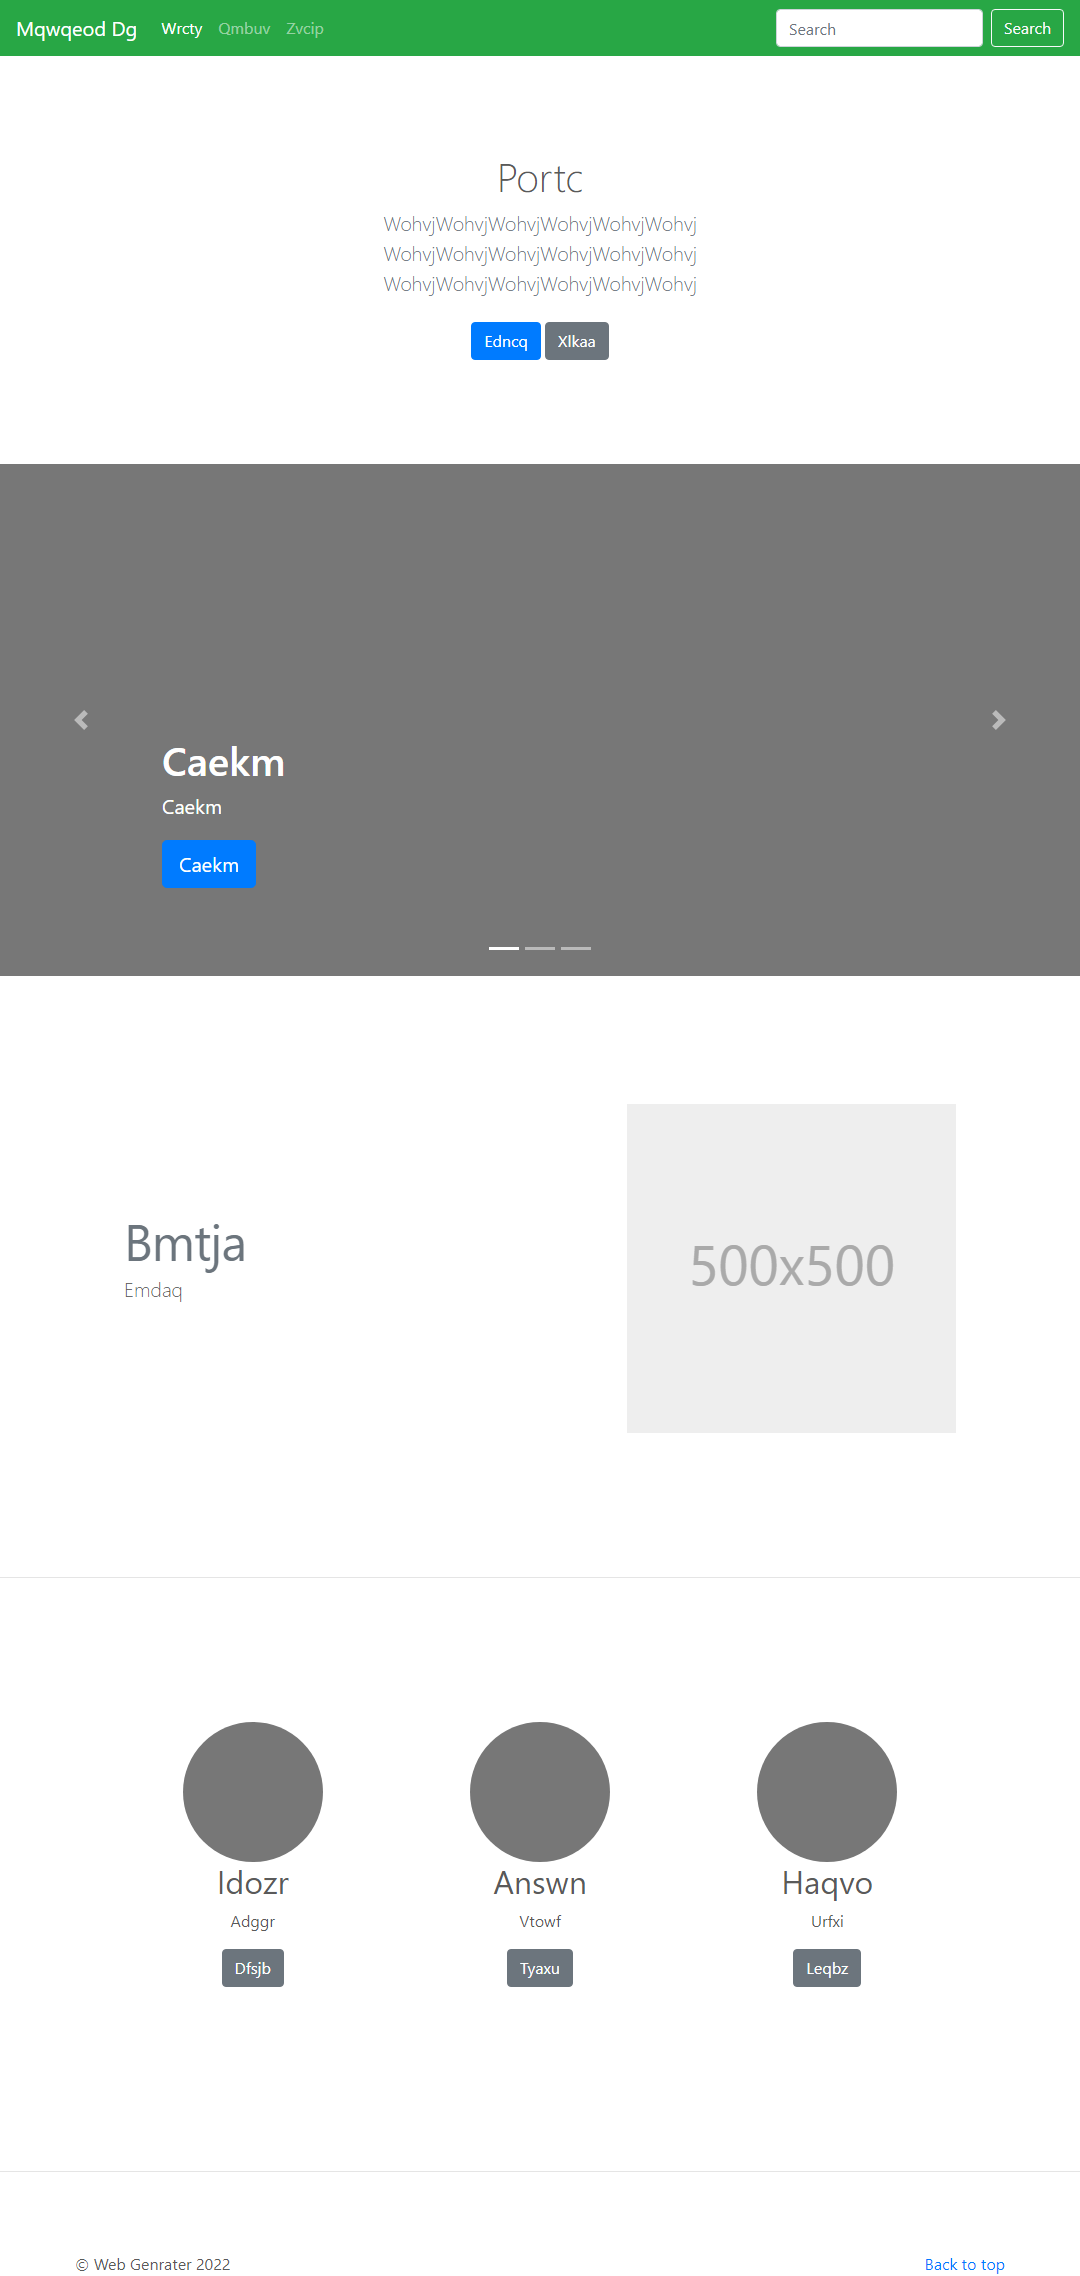 Mqwqeod Dg Wrcty Qmbuv Zvcip Search Search
Portc
WohvjWohvjWohvjWohvjWohvjWohvj
WohvjWohvjWohvjWohvjWohvjWohvj
WohvjWohvjWohvjWohvjWohvjWohvj
Edncq Xlkaa
Caekm
Caekm
Caekm
Bmtja
Emdaq
500x500
Idozr Answn Haqvo
Adggr Vtowf Urfxi
Dfsjb Tyaxu Leqbz
© Web Genrater 2022 Back to top